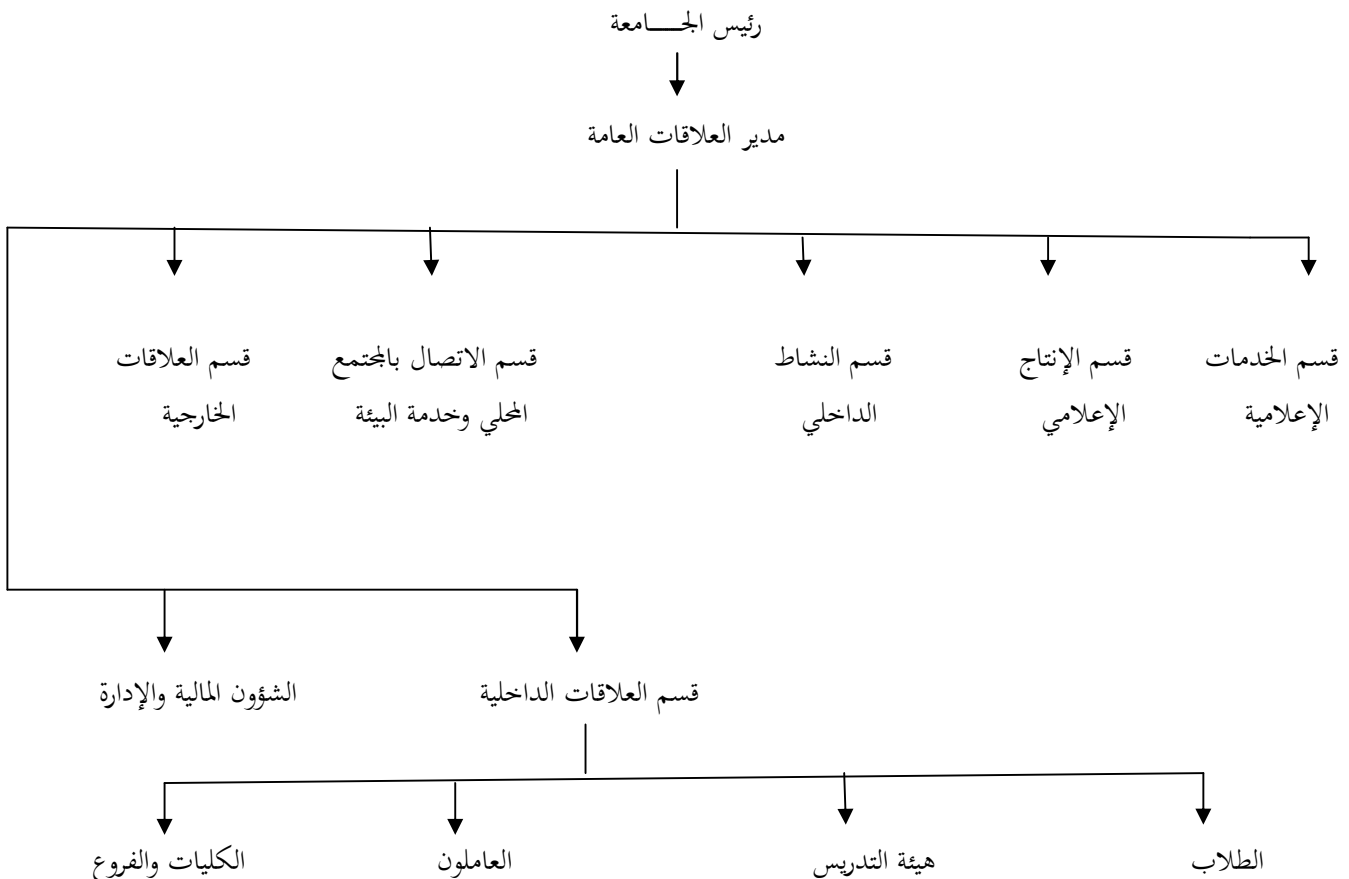 رئيس الجـــــامعة
مدير العلاقات العامة
قسم الخدمات
الإعلامية
قسم الإنتاج
الإعلامي
قسم النشاط
الداخلي
قسم الاتصال بالمجتمع
المحلي وخدمة البيئة
قسم العلاقات
الخارجية
قسم العلاقات الداخلية
الشؤون المالية والإدارة
الطلاب
هيئة التدريس
العاملون
الكليات والفروع